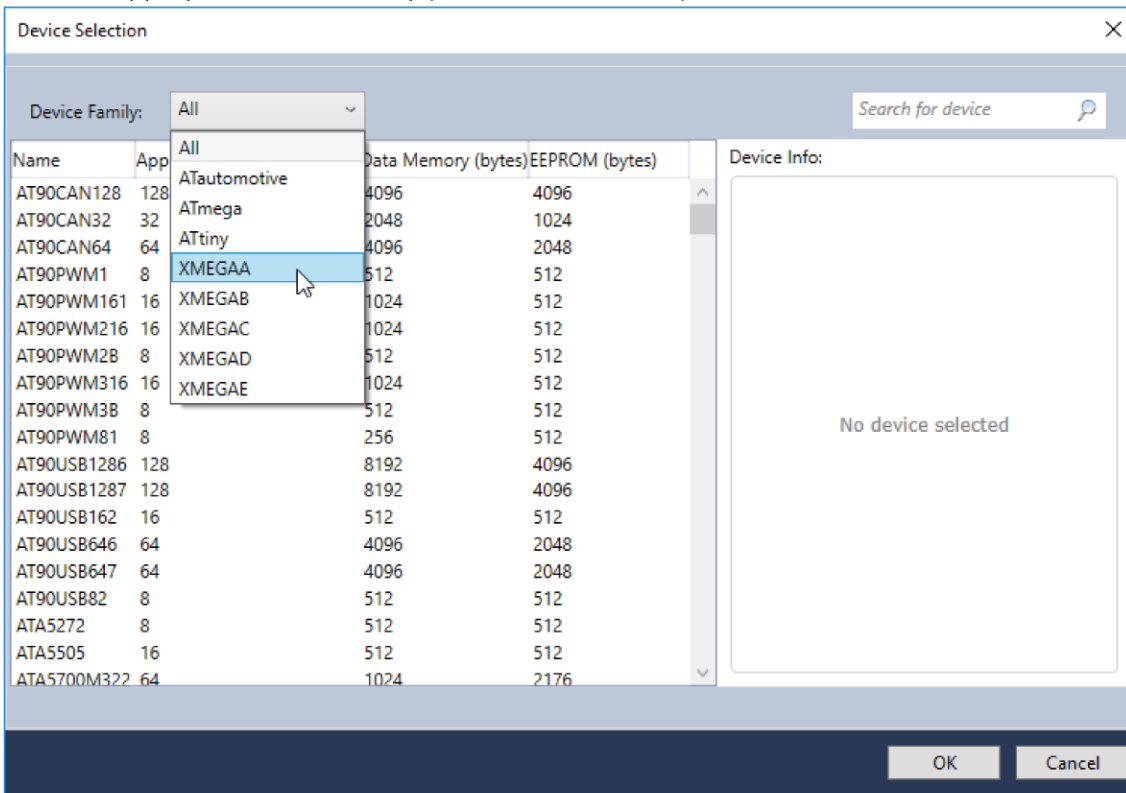 Device Selection
Device Family: All
Search for device
All
ATautomotive
ATmega
ATtiny
XMEGAA
XMEGAB
XMEGAC
XMEGAD
XMEGAE
Name App Data Memory (bytes) EEPROM (bytes)
AT90CAN128 128 4096 4096
AT90CAN32 32 2048 1024
AT90CAN64 64 4096 2048
AT90PWM1 8 512 512
AT90PWM161 16 1024 512
AT90PWM216 16 1024 512
AT90PWM2B 8 512 512
AT90PWM316 16 1024 512
AT90PWM3B 8 512 512
AT90PWM81 8 256 512
AT90USB1286 128 8192 4096
AT90USB1287 128 8192 4096
AT90USB162 16 512 512
AT90USB646 64 4096 2048
AT90USB647 64 4096 2048
AT90USB82 8 512 512
ATA5272 8 512 512
ATA5505 16 512 512
ATA5700M322 64 1024 2176
Device Info:
No device selected
OK Cancel